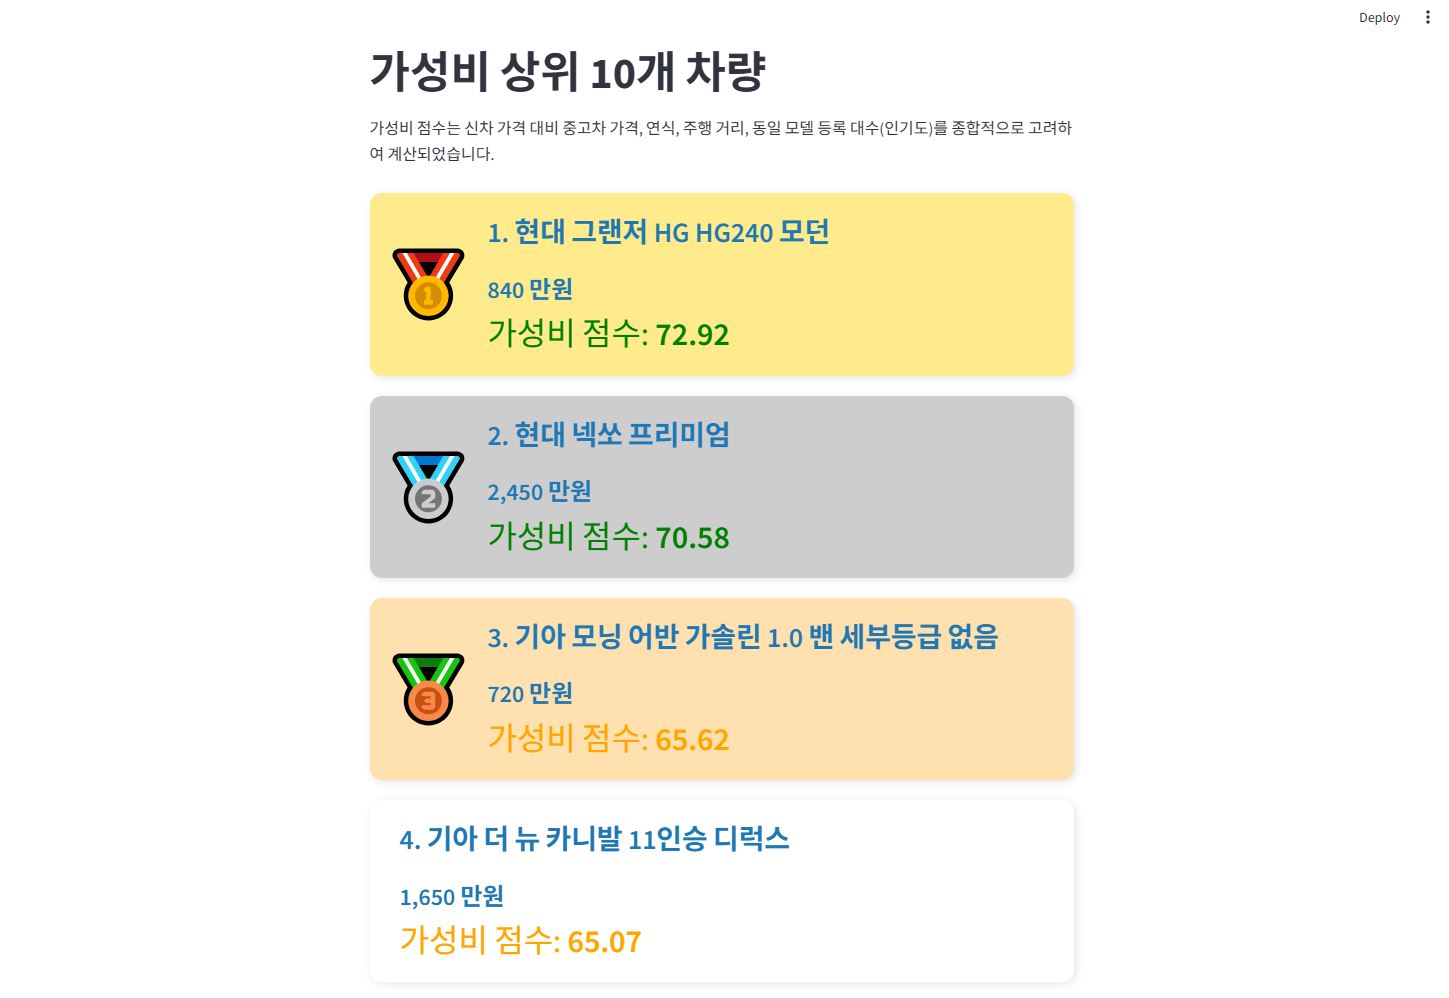 Deploy
가성비 상위 10개 차량
가성비 점수는 신차 가격 대비 중고차 가격, 연식, 주행 거리, 동일 모델 등록 대수(인기도)를 종합적으로 고려하
여 계산되었습니다.
1. 현대 그랜저 HG HG240 모던
1
840 만원
가성비 점수: 72.92
2. 현대 넥쏘 프리미엄
2
2,450 만원
가성비 점수: 70.58
3. 기아 모닝 어반 가솔린 1.0 밴 세부등급 없음
3
720 만원
가성비 점수: 65.62
4. 기아 더 뉴 카니발 11인승 디럭스
1,650 만원
가성비 점수: 65.07